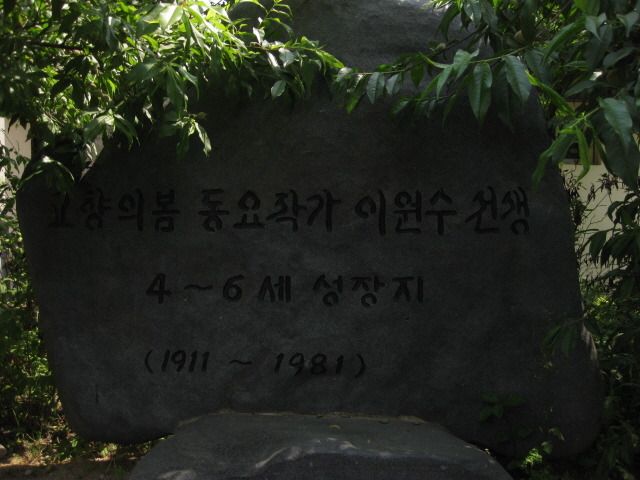 고향의봄 동요작가 이원수 선생
4~6세 성장지
(1911 ~ 1981)